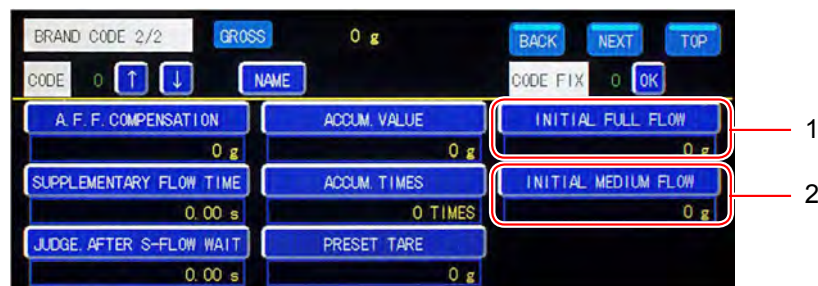 BRAND CODE 2/2 GROSS 0 g BACK NEXT TOP
CODE 0 ↑ ↓ NAME CODE FIX 0 OK
A.F.F. COMPENSATION ACCUM. VALUE INITIAL FULL FLOW 1
0 g 0 g 0 g
SUPPLEMENTARY FLOW TIME ACCUM. TIMES INITIAL MEDIUM FLOW 2
0.00 s 0 TIMES 0 g
JUDGE. AFTER S-FLOW WAIT PRESET TARE
0.00 s 0 g